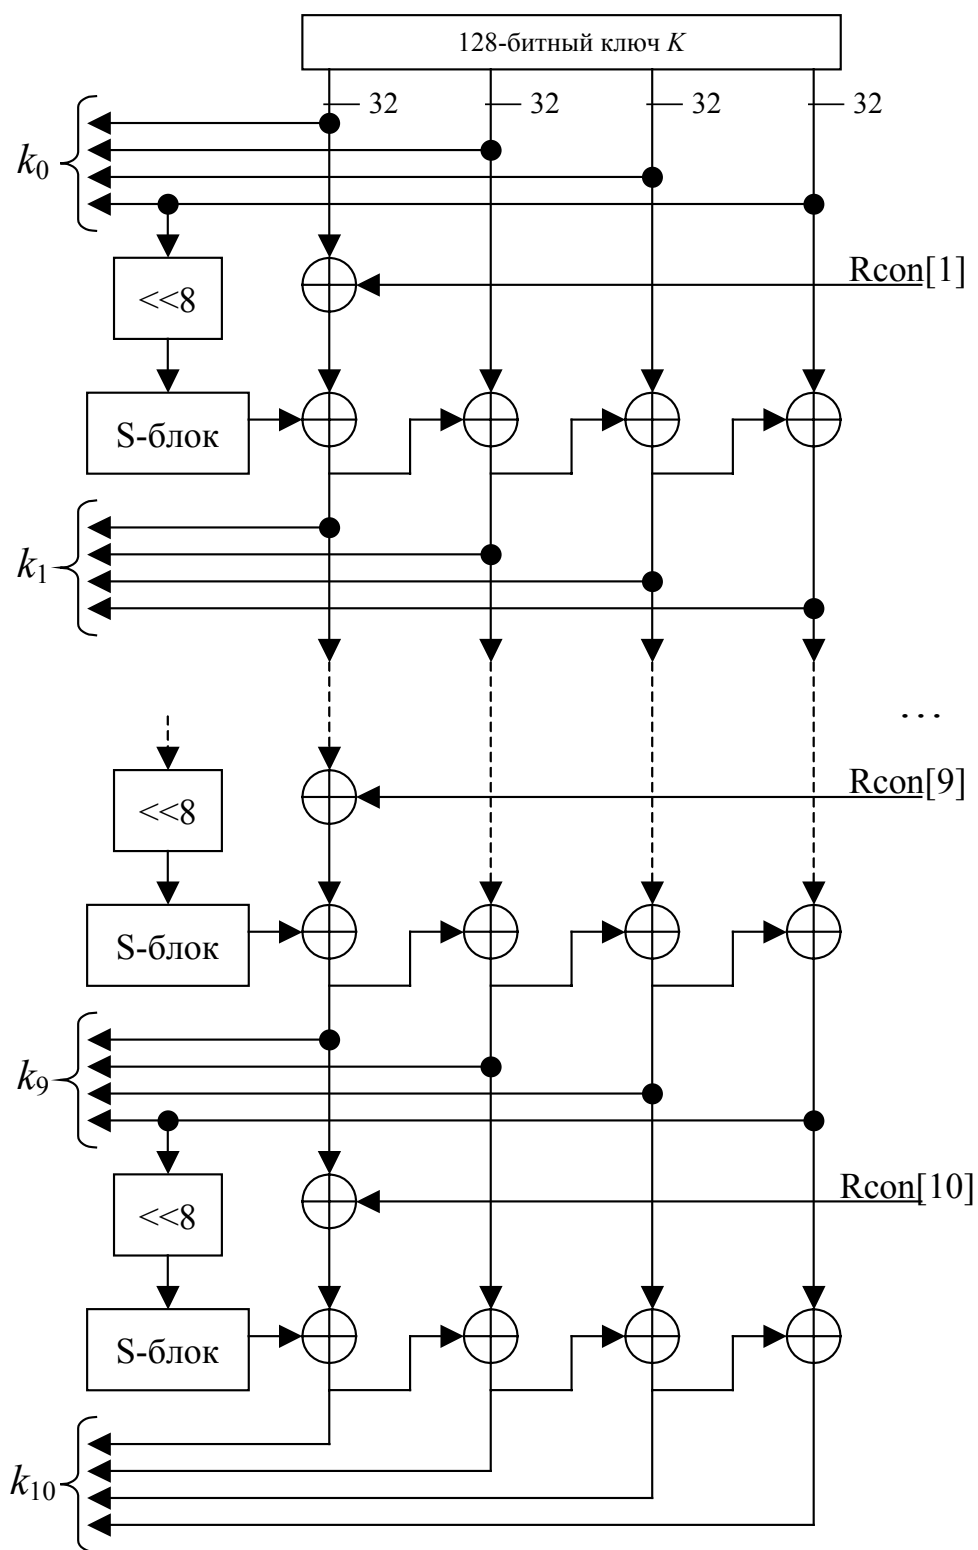 128-битный ключ K
32 32 32 32
k0
Rcon[1]
<<8
S-блок
k1
...
Rcon[9]
<<8
S-блок
k9
Rcon[10]
<<8
S-блок
k10